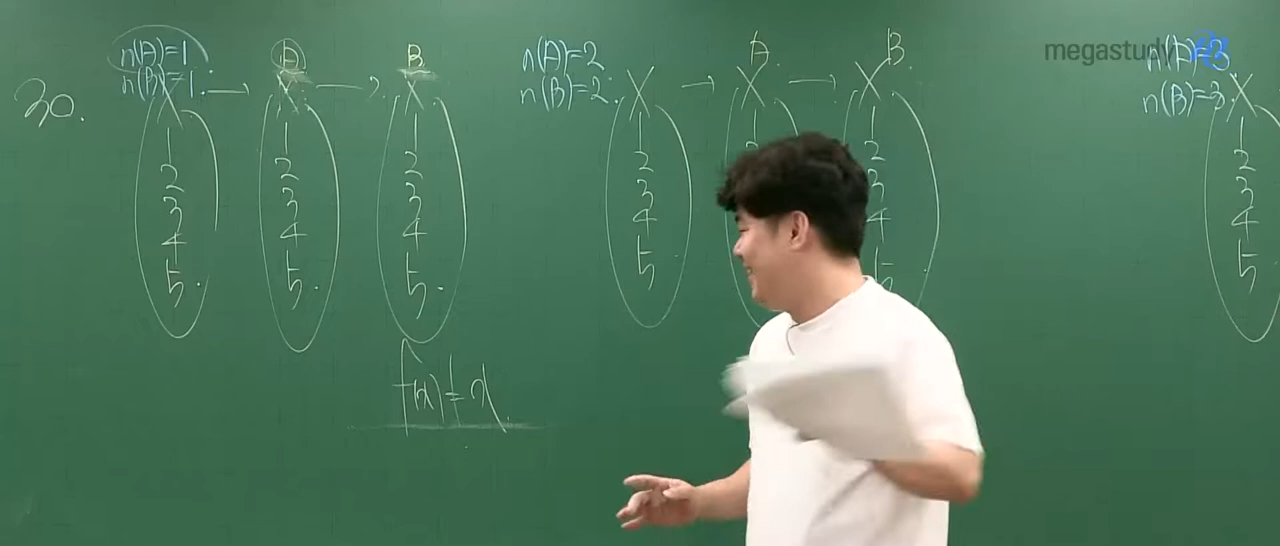 30.
n(A)=1
n(B)=1
X → X → X
A
B
1 1 1
2 2 2
3 3 3
4 4 4
5. 5. 5.
f(x)≠x.
n(A)=2
n(B)=2
X → X → X
A
B
1 1 1
2 2
3 3
4 4
5
n(A)=3
n(B)=3
X
1
2
3
4
5
megastudy